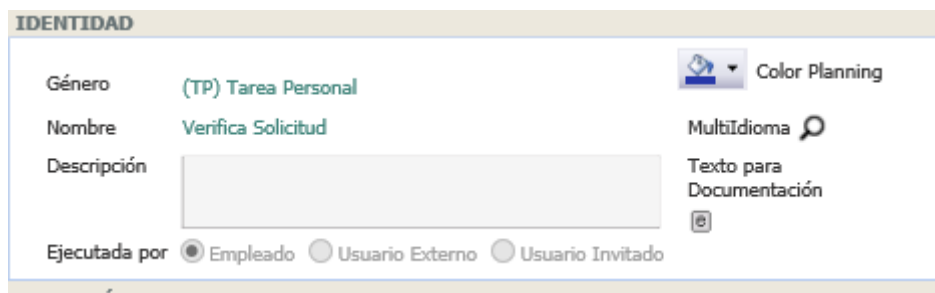 IDENTIDAD
Género (TP) Tarea Personal Color Planning
Nombre Verifica Solicitud MultiIdioma
Descripción Texto para
Documentación
Ejecutada por Empleado Usuario Externo Usuario Invitado